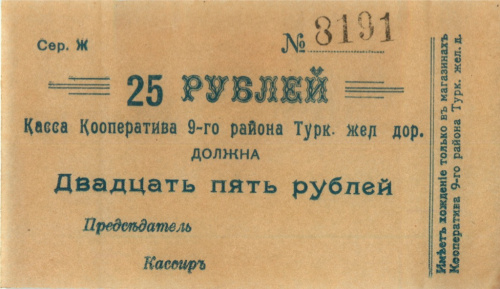 Сер. Ж
№ 8191
25 РУБЛЕЙ
Касса Кооператива 9-го района Турк. жел дор.
ДОЛЖНА
Двадцать пять рублей
Предсѣдатель
Кассиръ
Имѣетъ хожденіе только въ магазинахъ
Кооператива 9-го района Турк. жел. д.